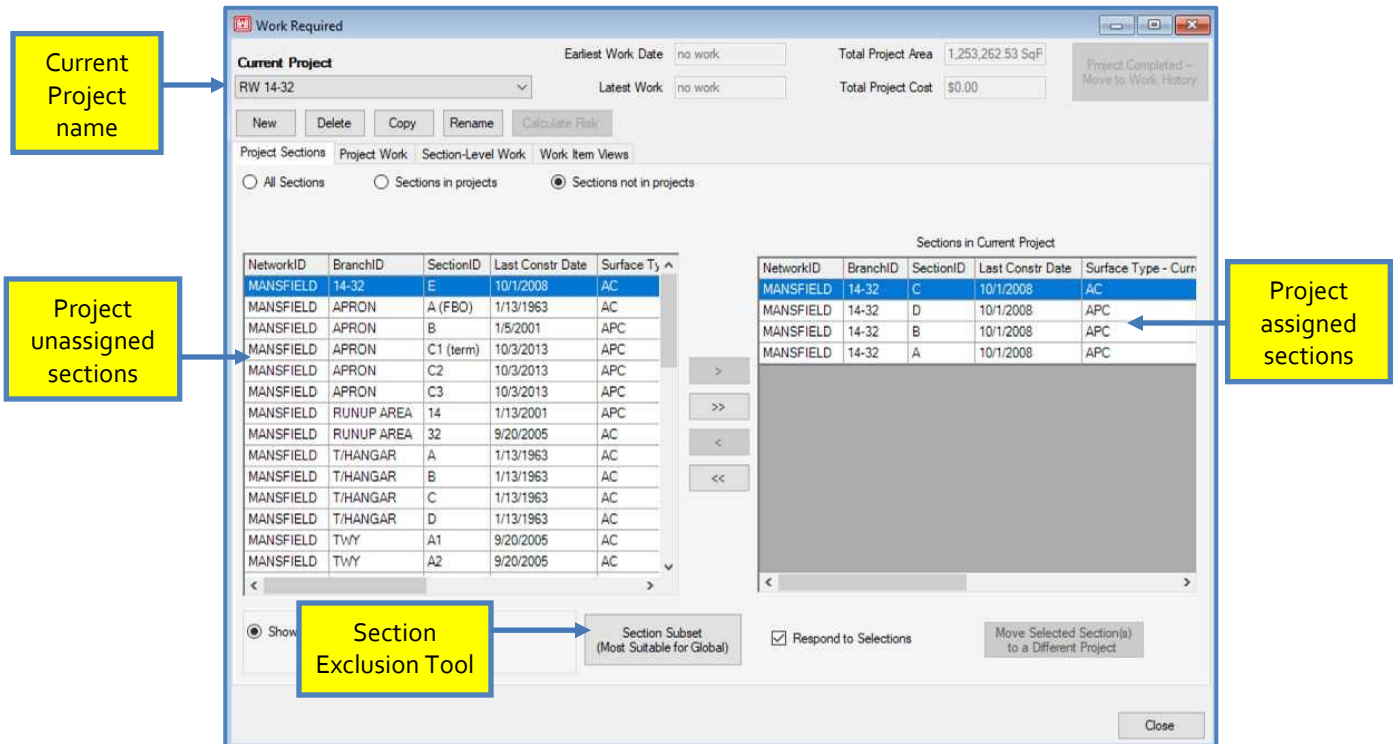 Work Required
Current Project
name
Current Project
RW 14-32
Earliest Work Date no work
Latest Work no work
Total Project Area 1,253,262.53 SqF
Total Project Cost $0.00
Project Completed –
Move to Work History
New Delete Copy Rename Calculate Risk
Project Sections Project Work Section-Level Work Work Item Views
All Sections Sections in projects Sections not in projects
Project
unassigned
sections
NetworkID BranchID SectionID Last Constr Date Surface Ty
MANSFIELD 14-32 E 10/1/2008 AC
MANSFIELD APRON A (FBO) 1/13/1963 AC
MANSFIELD APRON B 1/5/2001 APC
MANSFIELD APRON C1 (term) 10/3/2013 APC
MANSFIELD APRON C2 10/3/2013 APC
MANSFIELD APRON C3 10/3/2013 APC
MANSFIELD RUNUP AREA 14 1/13/2001 APC
MANSFIELD RUNUP AREA 32 9/20/2005 AC
MANSFIELD T/HANGAR A 1/13/1963 AC
MANSFIELD T/HANGAR B 1/13/1963 AC
MANSFIELD T/HANGAR C 1/13/1963 AC
MANSFIELD T/HANGAR D 1/13/1963 AC
MANSFIELD TWY A1 9/20/2005 AC
MANSFIELD TWY A2 9/20/2005 AC
>
>>
<
<<
Sections in Current Project
NetworkID BranchID SectionID Last Constr Date Surface Type - Curr
MANSFIELD 14-32 C 10/1/2008 AC
MANSFIELD 14-32 D 10/1/2008 APC
MANSFIELD 14-32 B 10/1/2008 APC
MANSFIELD 14-32 A 10/1/2008 APC
Project
assigned
sections
Show
Section
Exclusion Tool
Section Subset
(Most Suitable for Global)
Respond to Selections
Move Selected Section(s)
to a Different Project
Close